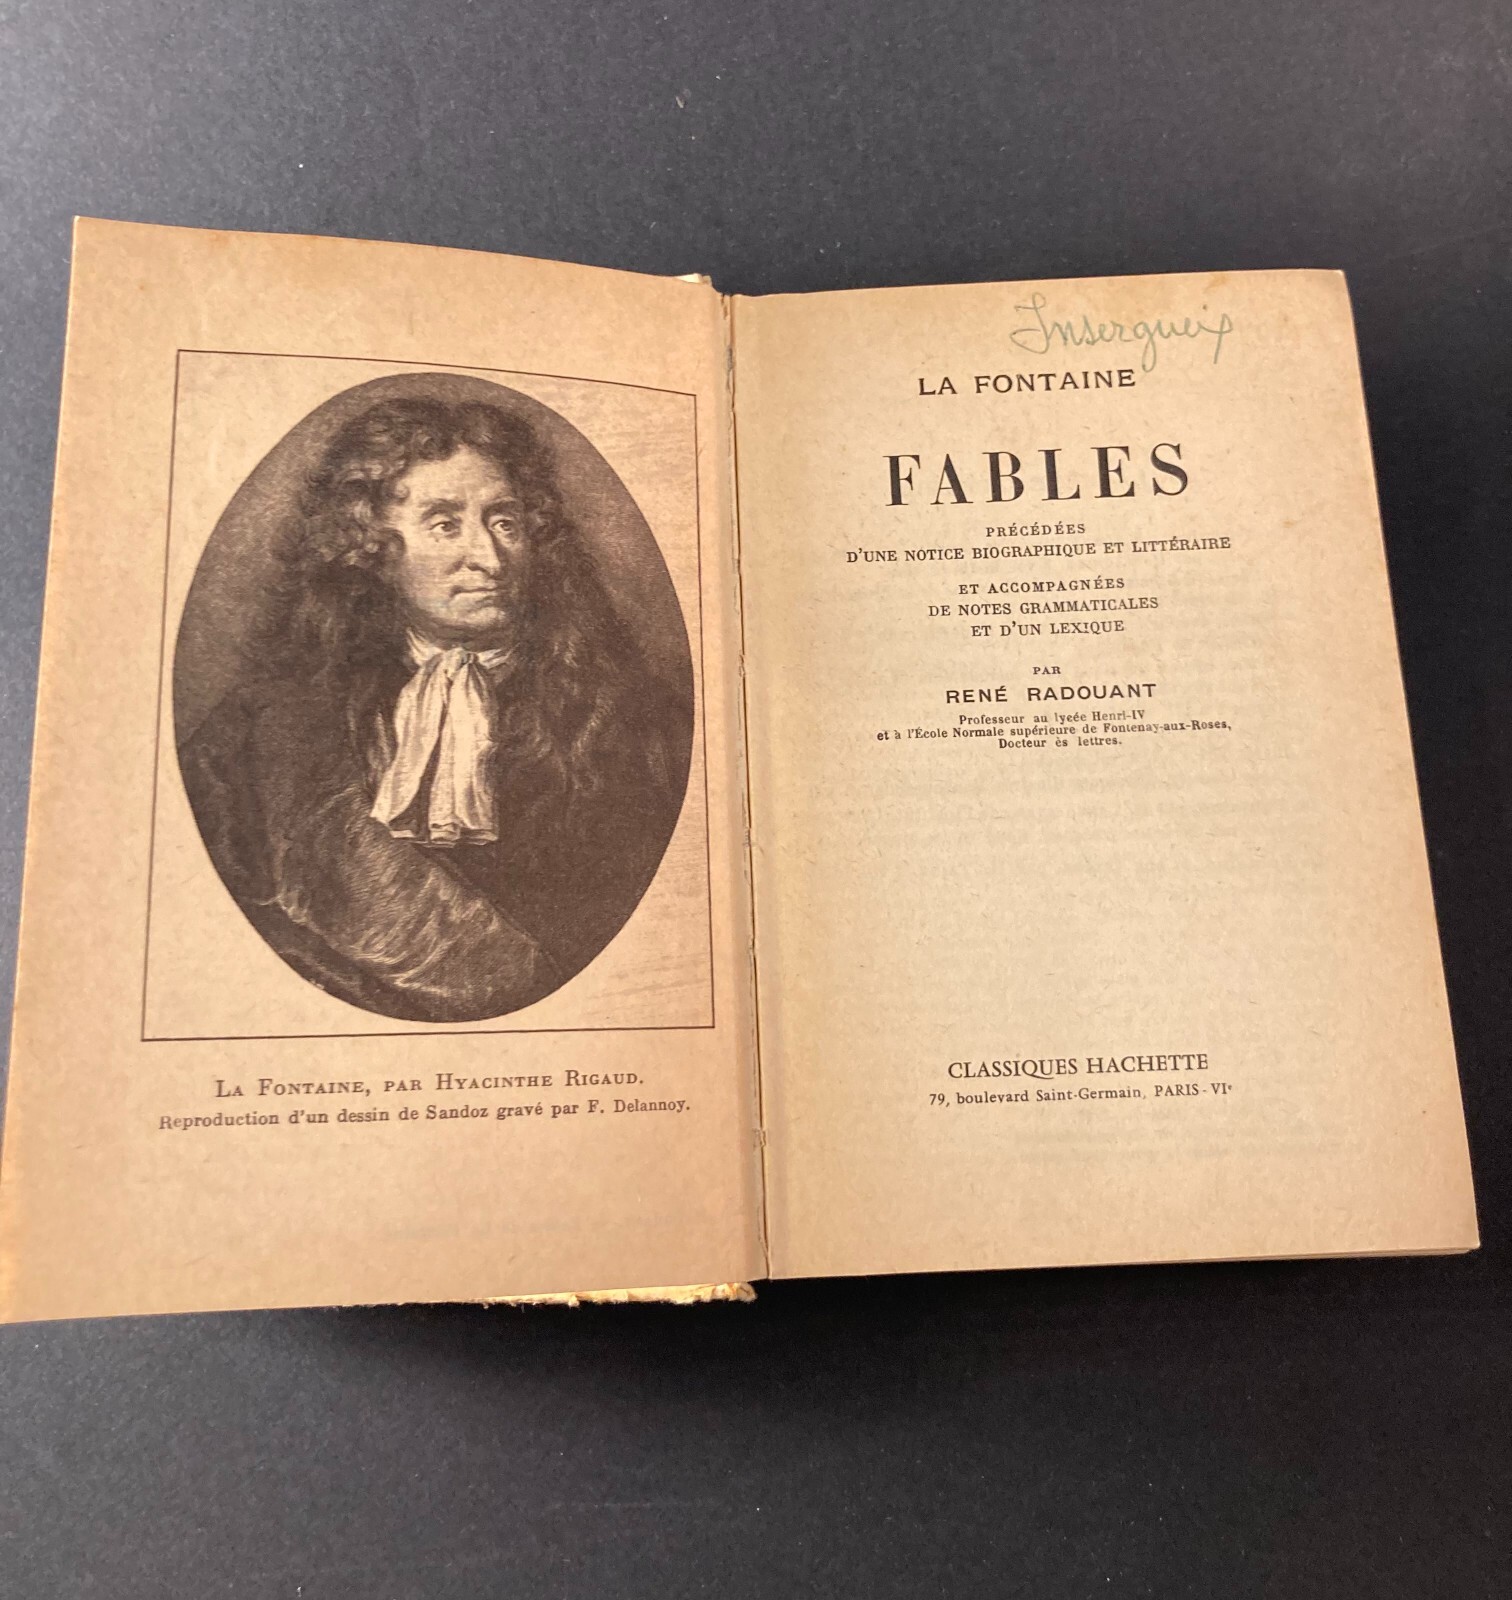 La Fontaine, par Hyacinthe Rigaud.
Reproduction d'un dessin de Sandoz gravé par F. Delannoy.
Insergueix
LA FONTAINE
FABLES
PRÉCÉDÉES
D'UNE NOTICE BIOGRAPHIQUE ET LITTÉRAIRE
ET ACCOMPAGNÉES
DE NOTES GRAMMATICALES
ET D'UN LEXIQUE
PAR
RENÉ RADOUANT
Professeur au lycée Henri-IV
et à l'École Normale supérieure de Fontenay-aux-Roses,
Docteur ès lettres.
CLASSIQUES HACHETTE
79, boulevard Saint-Germain, PARIS - VIe